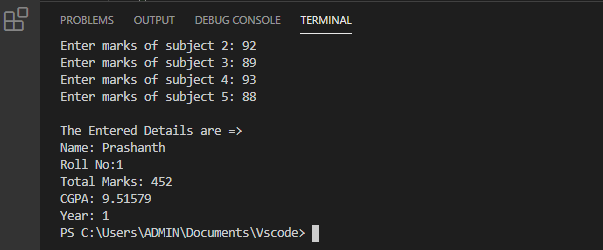 PROBLEMS OUTPUT DEBUG CONSOLE TERMINAL
Enter marks of subject 2: 92
Enter marks of subject 3: 89
Enter marks of subject 4: 93
Enter marks of subject 5: 88
The Entered Details are =>
Name: Prashanth
Roll No:1
Total Marks: 452
CGPA: 9.51579
Year: 1
PS C:\Users\ADMIN\Documents\Vscode>